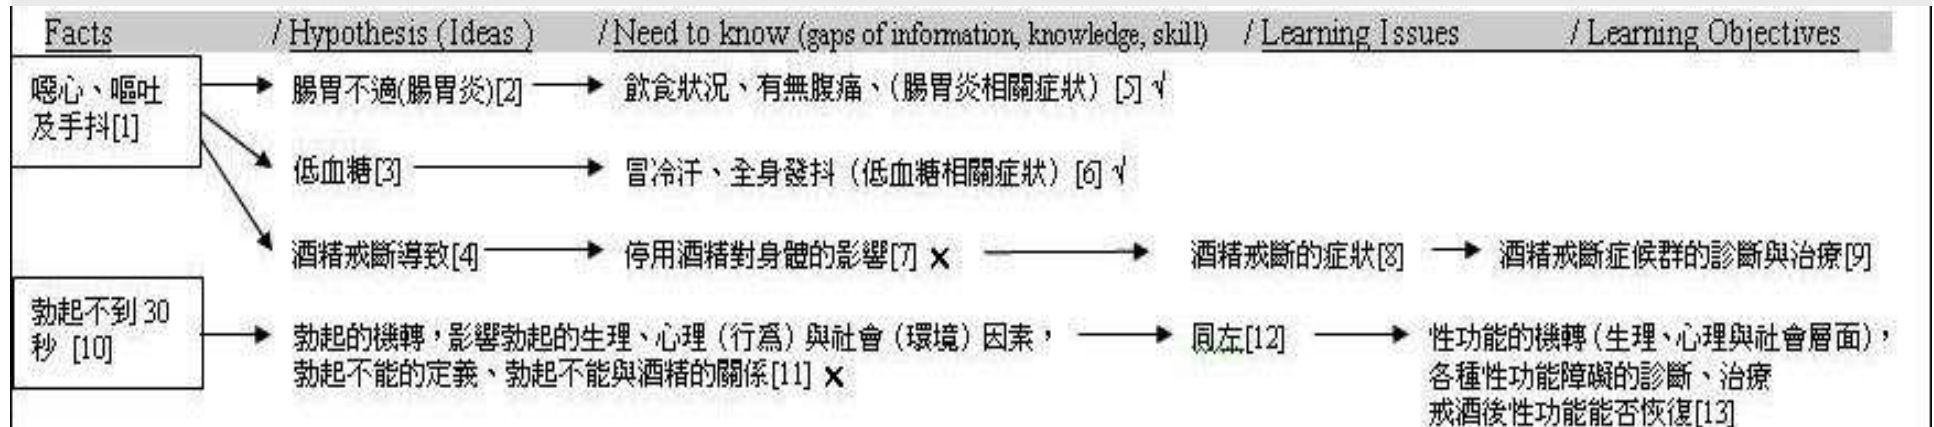 Facts / Hypothesis (Ideas ) / Need to know (gaps of information, knowledge, skill) / Learning Issues / Learning Objectives
噁心、嘔吐
及手抖[1]
腸胃不適(腸胃炎)[2]
飲食狀況、有無腹痛、(腸胃炎相關症狀) [5] √
低血糖[3]
冒冷汗、全身發抖（低血糖相關症狀）[6] √
酒精戒斷導致[4]
停用酒精對身體的影響[7] ×
酒精戒斷的症狀[8]
酒精戒斷症候群的診斷與治療[9]
勃起不到 30
秒 [10]
勃起的機轉，影響勃起的生理、心理（行爲）與社會（環境）因素，
勃起不能的定義、勃起不能與酒精的關係[11] ×
同左[12]
性功能的機轉(生理、心理與社會層面)，
各種性功能障礙的診斷、治療
戒酒後性功能能否恢復[13]